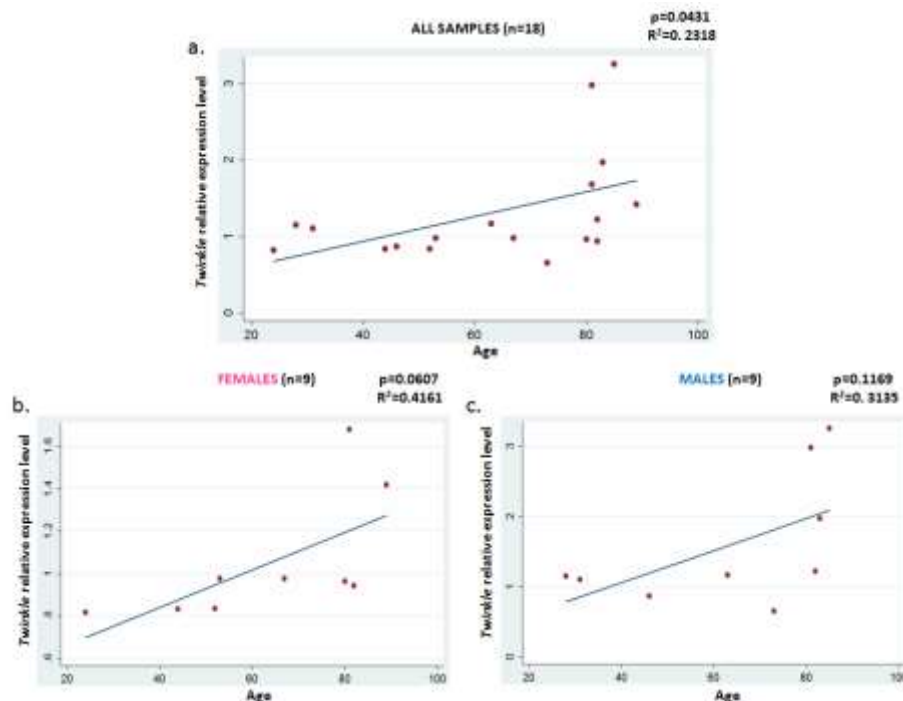 ALL SAMPLES (n=18)
p=0.0431
R²=0. 2318
a.
Twinkle relative expression level
3
2
1
0
20 40 60 80 100
Age
FEMALES (n=9)
p=0.0607
R²=0.4161
b.
Twinkle relative expression level
1.6
1.4
1.2
1
.8
.6
20 40 60 80 100
Age
MALES (n=9)
p=0.1169
R²=0. 3135
c.
Twinkle relative expression level
3
2
1
0
20 40 60 80 100
Age